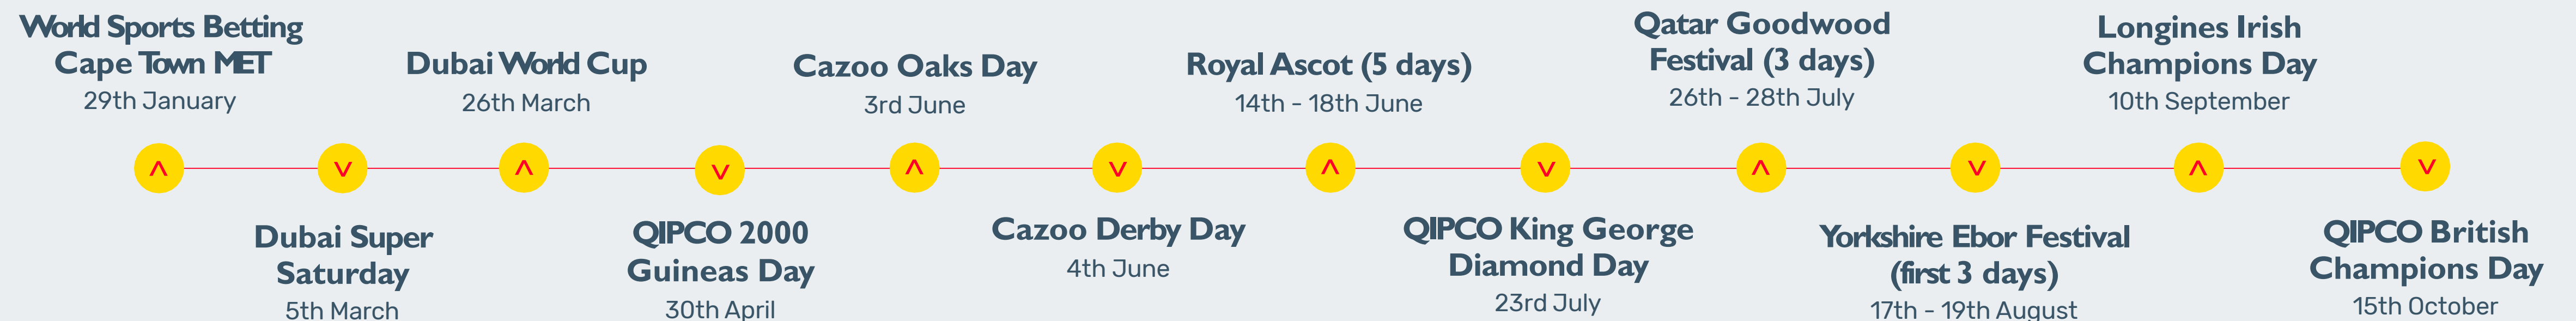 World Sports Betting
Cape Town MET
29th January
Dubai Super
Saturday
5th March
Dubai World Cup
26th March
QIPCO 2000
Guineas Day
30th April
Cazoo Oaks Day
3rd June
Cazoo Derby Day
4th June
Royal Ascot (5 days)
14th - 18th June
QIPCO King George
Diamond Day
23rd July
Qatar Goodwood
Festival (3 days)
26th - 28th July
Yorkshire Ebor Festival
(first 3 days)
17th - 19th August
Longines Irish
Champions Day
10th September
QIPCO British
Champions Day
15th October